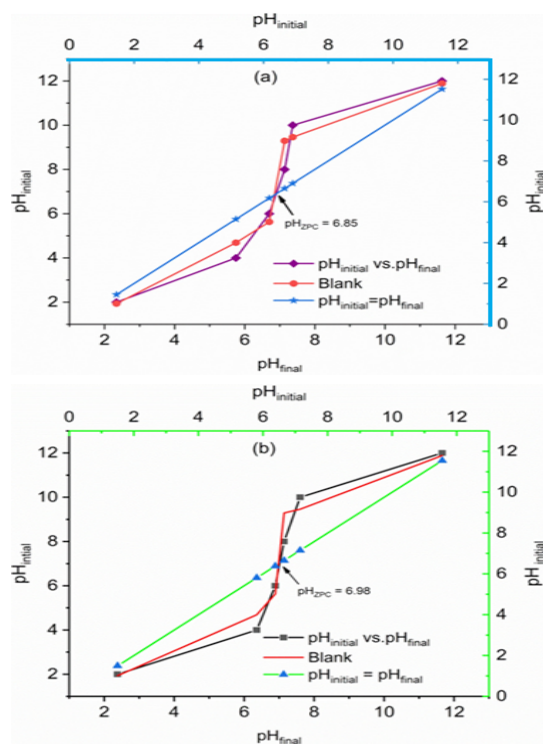 pHinitial
0 2 4 6 8 10 12
(a)
12
10
8
6
4
2
pHinitial
12
10
8
6
4
2
0
pHinitial
pHZPC = 6.85
pHinitial vs.pHfinal
Blank
pHinitial=pHfinal
2 4 6 8 10 12
pHfinal
pHinitial
0 2 4 6 8 10 12
(b)
12
10
8
6
4
2
pHinitial
12
10
8
6
4
2
0
pHinitial
pHZPC = 6.98
pHinitial vs.pHfinal
Blank
pHinitial = pHfinal
2 4 6 8 10 12
pHfinal